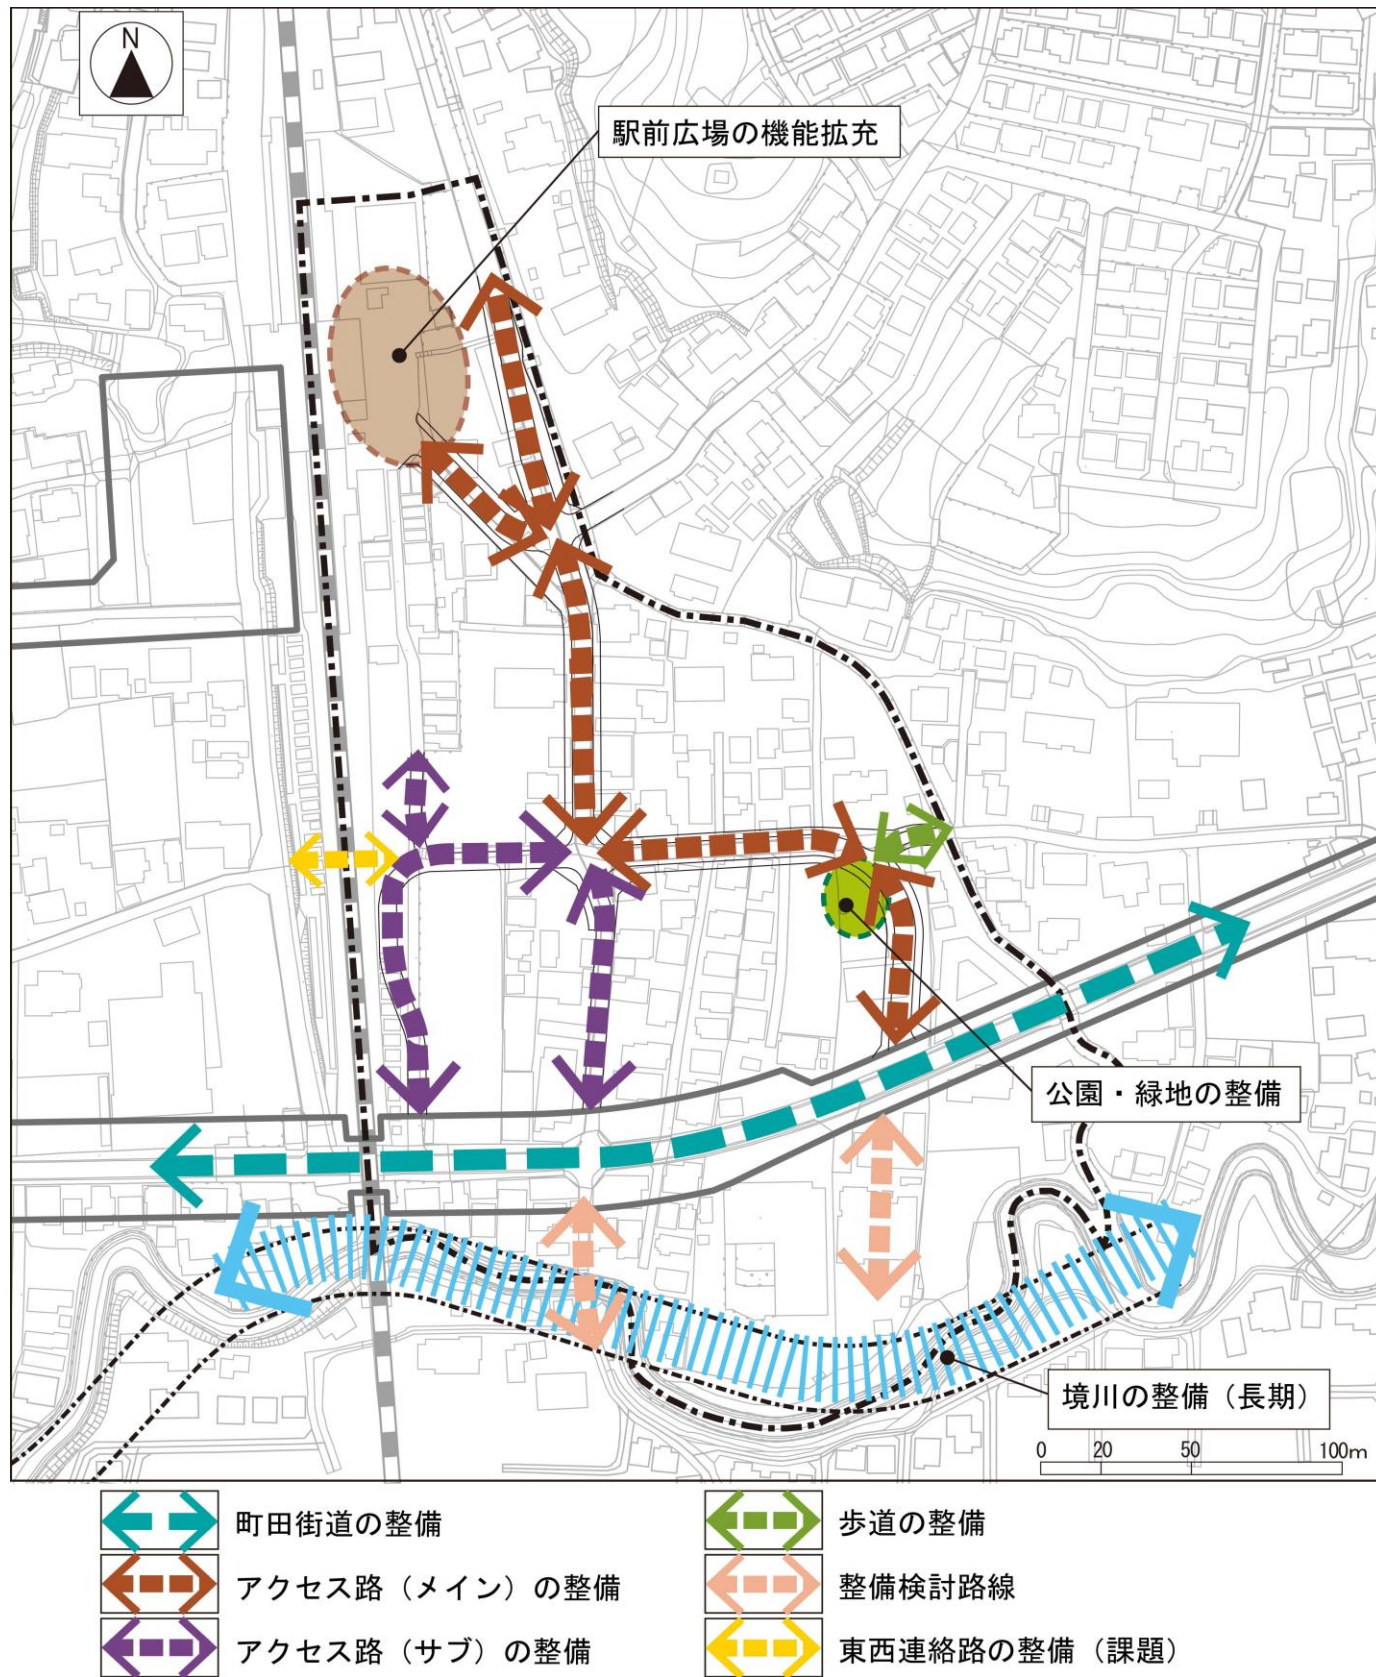 N
駅前広場の機能拡充
公園・緑地の整備
境川の整備（長期）
0 20 50 100m
町田街道の整備
アクセス路（メイン）の整備
アクセス路（サブ）の整備
歩道の整備
整備検討路線
東西連絡路の整備（課題）